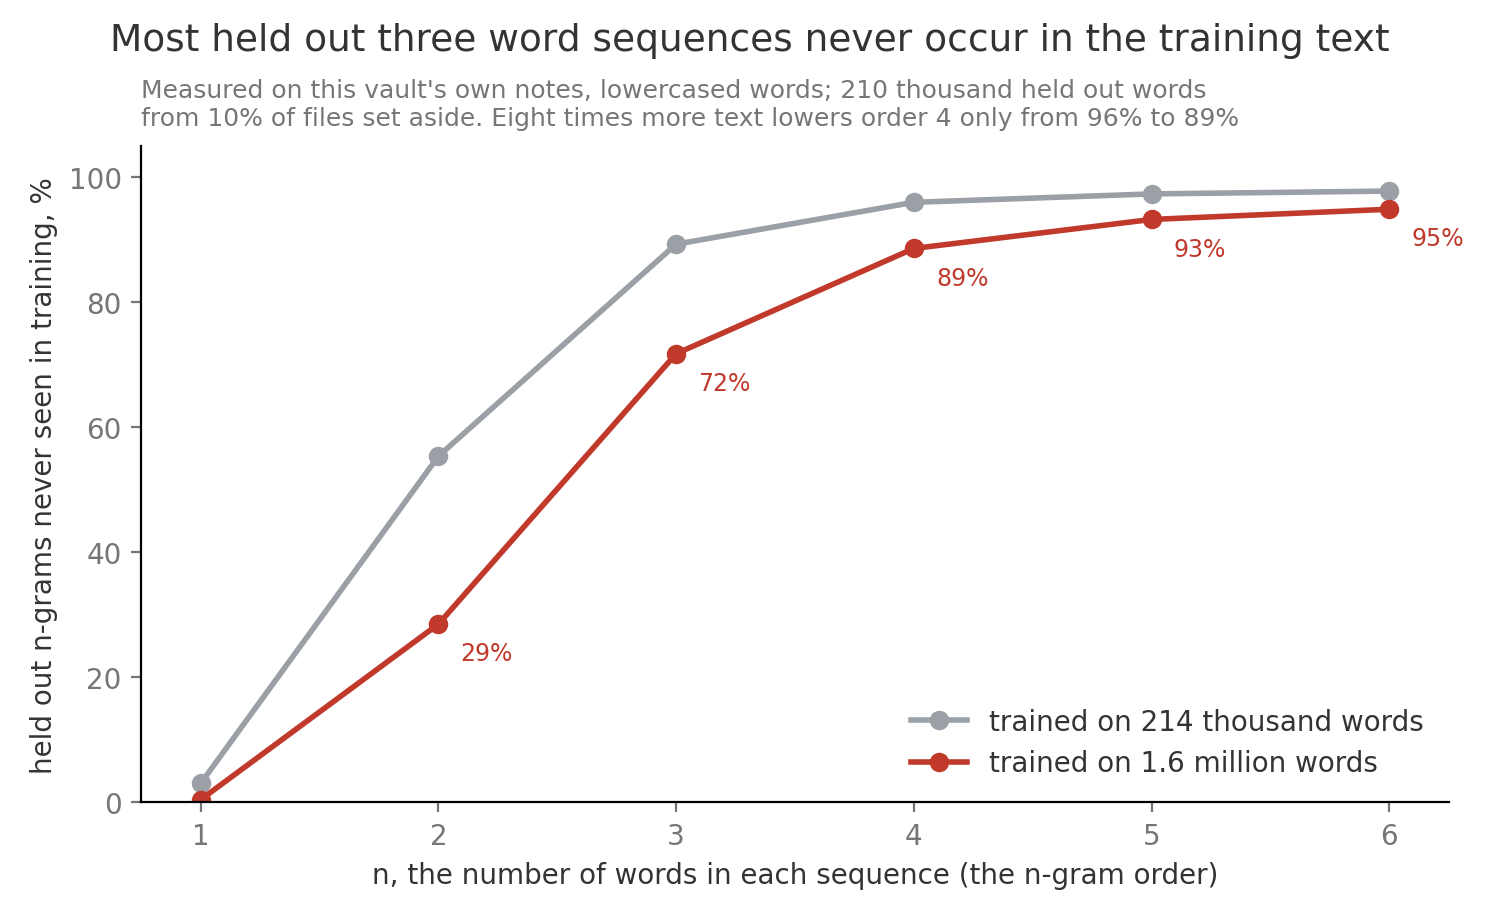 Most held out three word sequences never occur in the training text
Measured on this vault's own notes, lowercased words; 210 thousand held out words
from 10% of files set aside. Eight times more text lowers order 4 only from 96% to 89%
held out n-grams never seen in training, %
100
80
60
40
20
0
29%
72%
89%
93%
95%
trained on 214 thousand words
trained on 1.6 million words
1 2 3 4 5 6
n, the number of words in each sequence (the n-gram order)